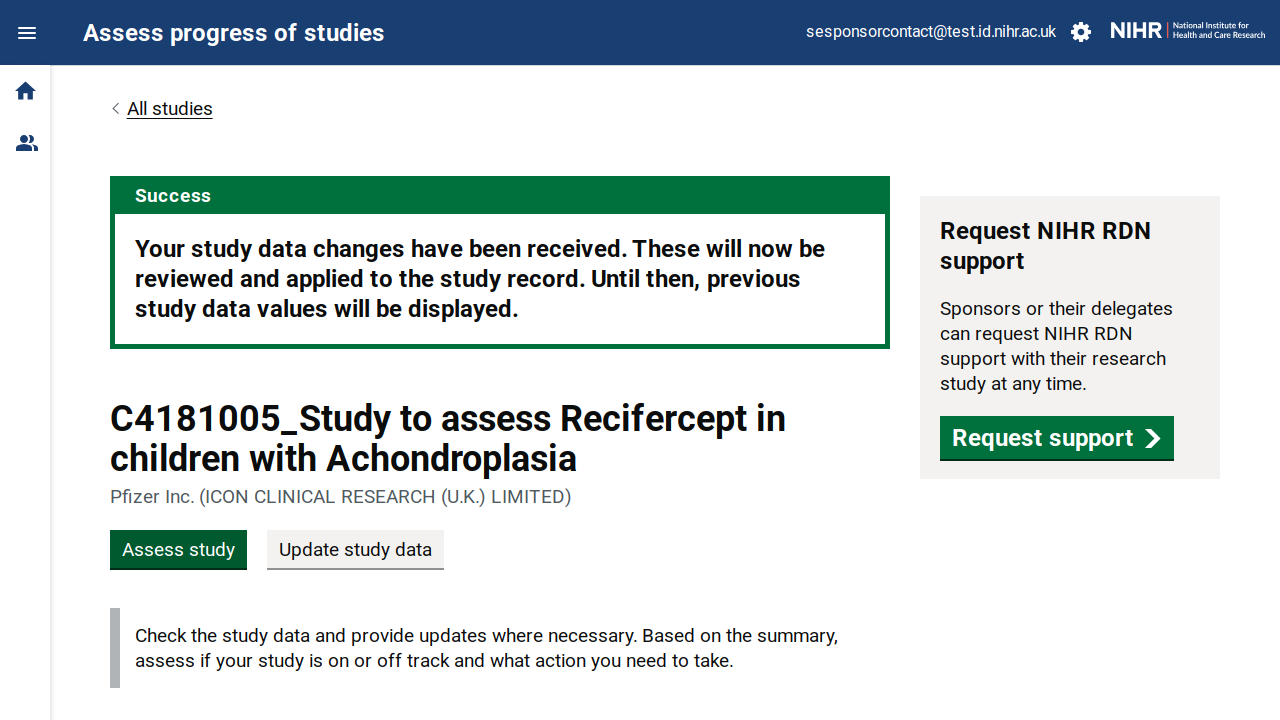 Assess progress of studies
sesponsorcontact@test.id.nihr.ac.uk
NIHR | National Institute for
Health and Care Research
All studies
Success
Your study data changes have been received. These will now be
reviewed and applied to the study record. Until then, previous
study data values will be displayed.
C4181005_Study to assess Recifercept in
children with Achondroplasia
Pfizer Inc. (ICON CLINICAL RESEARCH (U.K.) LIMITED)
Assess study
Update study data
Check the study data and provide updates where necessary. Based on the summary,
assess if your study is on or off track and what action you need to take.
Request NIHR RDN
support
Sponsors or their delegates
can request NIHR RDN
support with their research
study at any time.
Request support